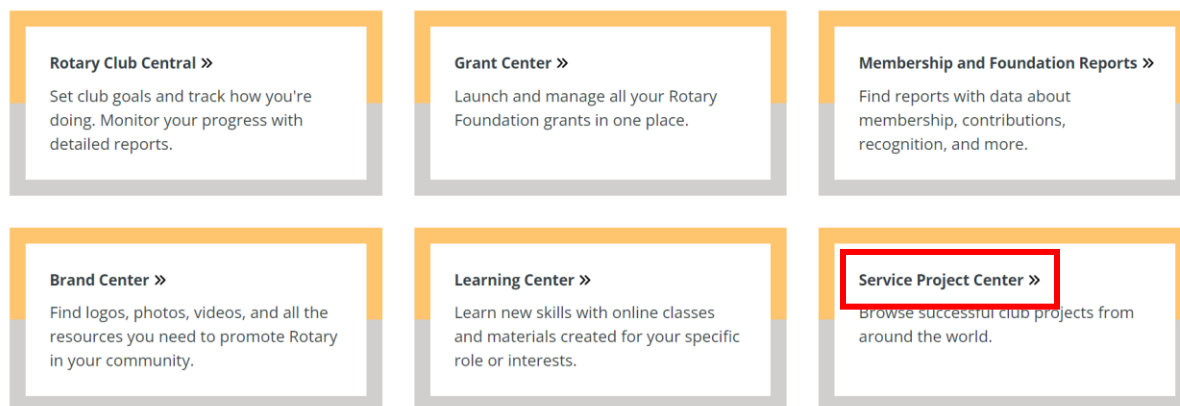 Rotary Club Central »
Set club goals and track how you're
doing. Monitor your progress with
detailed reports.
Grant Center »
Launch and manage all your Rotary
Foundation grants in one place.
Membership and Foundation Reports »
Find reports with data about
membership, contributions,
recognition, and more.
Brand Center »
Find logos, photos, videos, and all the
resources you need to promote Rotary
in your community.
Learning Center »
Learn new skills with online classes
and materials created for your specific
role or interests.
Service Project Center »
Browse successful club projects from
around the world.